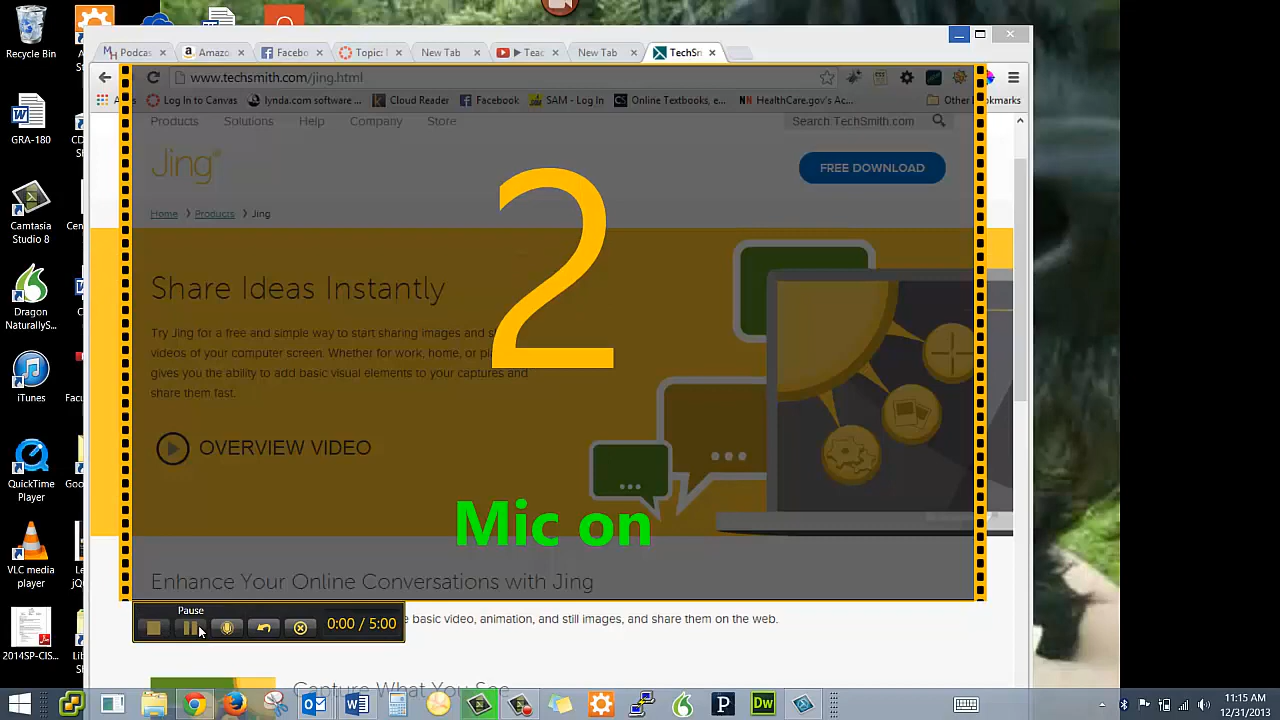 Recycle Bin
GRA-180
Camtasia Studio 8
Dragon NaturallyS...
iTunes
QuickTime Player
VLC media player
2014SP-CIS...
Podcas
Amazo
Facebo
Topic:
New Tab
Teac
New Tab
TechSn
www.techsmith.com/jing.html
Log In to Canvas
lynda.com software ...
Cloud Reader
Facebook
SAM - Log In
Online Textbooks, e...
HealthCare.gov's Ac...
Other Bookmarks
Products
Solutions
Help
Company
Store
Search TechSmith.com
Jing
FREE DOWNLOAD
Home > Products > Jing
2
Share Ideas Instantly
Try Jing for a free and simple way to start sharing images and s
videos of your computer screen. Whether for work, home, or pl
gives you the ability to add basic visual elements to your captures and
share them fast.
OVERVIEW VIDEO
Mic on
Enhance Your Online Conversations with Jing
Pause
0:00 / 5:00
basic video, animation, and still images, and share them on the web.
Capture What You See
11:15 AM
12/31/2013